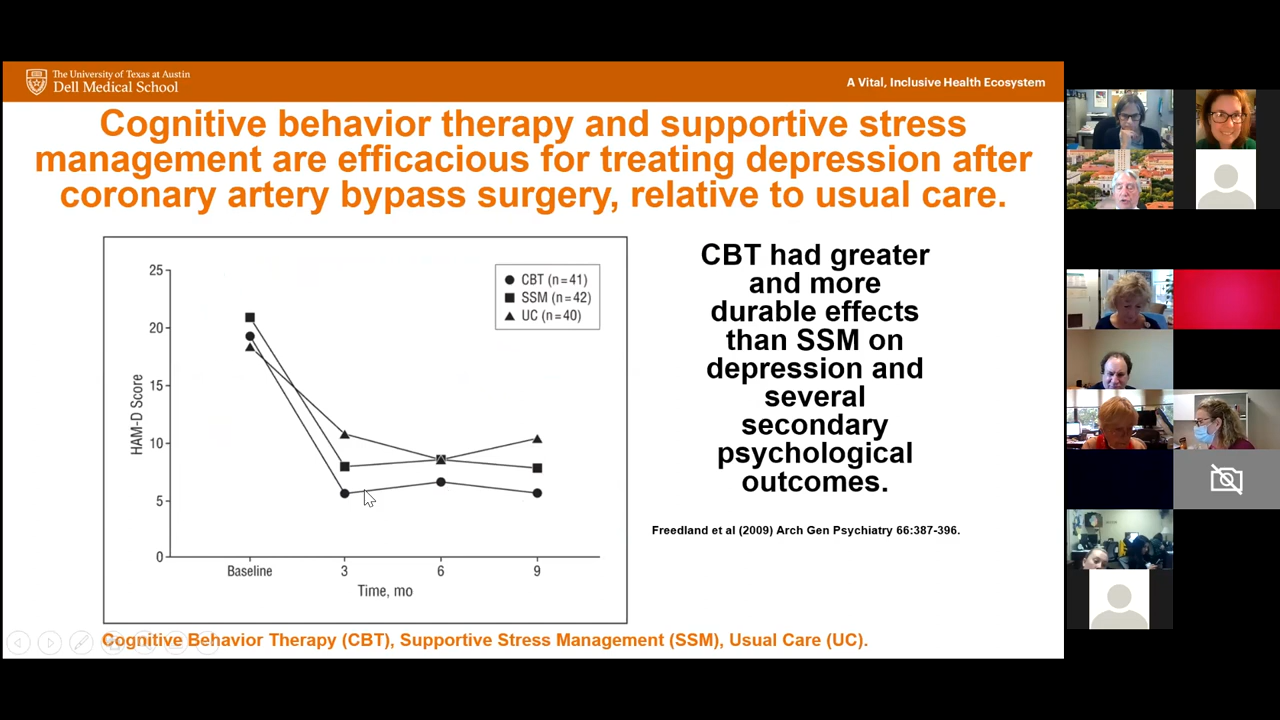 The University of Texas at Austin
Dell Medical School
A Vital, Inclusive Health Ecosystem
Cognitive behavior therapy and supportive stress
management are efficacious for treating depression after
coronary artery bypass surgery, relative to usual care.
25
20
15
10
5
0
HAM-D Score
CBT (n=41)
SSM (n=42)
UC (n=40)
Baseline
3
6
9
Time, mo
CBT had greater
and more
durable effects
than SSM on
depression and
several
secondary
psychological
outcomes.
Freedland et al (2009) Arch Gen Psychiatry 66:387-396.
Cognitive Behavior Therapy (CBT), Supportive Stress Management (SSM), Usual Care (UC).